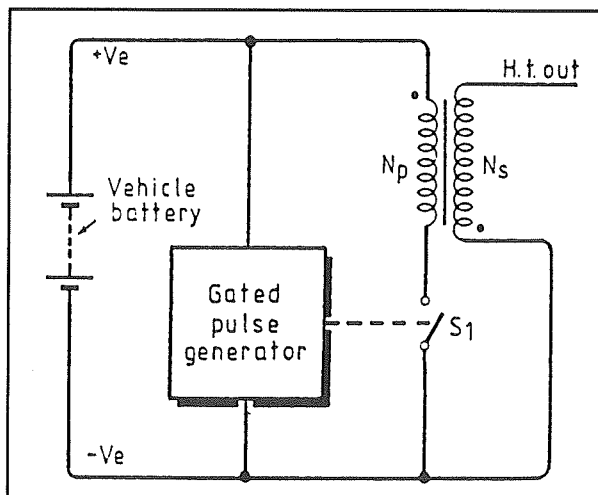 +Ve
H.t. out
Np
Ns
Vehicle
battery
Gated
pulse
generator
S1
-Ve